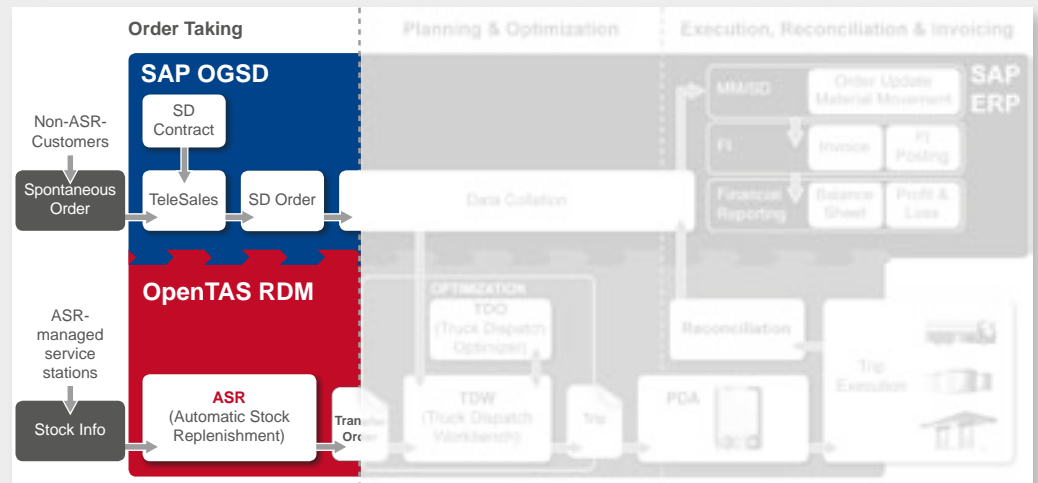 Order Taking
Planning & Optimization
Execution, Reconciliation & Invoicing
SAP OGSD
SAP
ERP
SD
Contract
MM/SD
Order Update
Material Movement
Non-ASR-
Customers
FI
Invoice
FI
Posting
Spontaneous
Order
TeleSales
SD Order
Data Collation
Financial
Reporting
Balance
Sheet
Profit &
Loss
OpenTAS RDM
OPTIMIZATION
TDO
(Truck Dispatch
Optimizer)
Reconciliation
ASR-
managed
service
stations
Trip
Execution
ASR
(Automatic Stock
Replenishment)
Transfer
Order
TDW
(Truck Dispatch
Workbench)
Trip
PDA
Stock Info